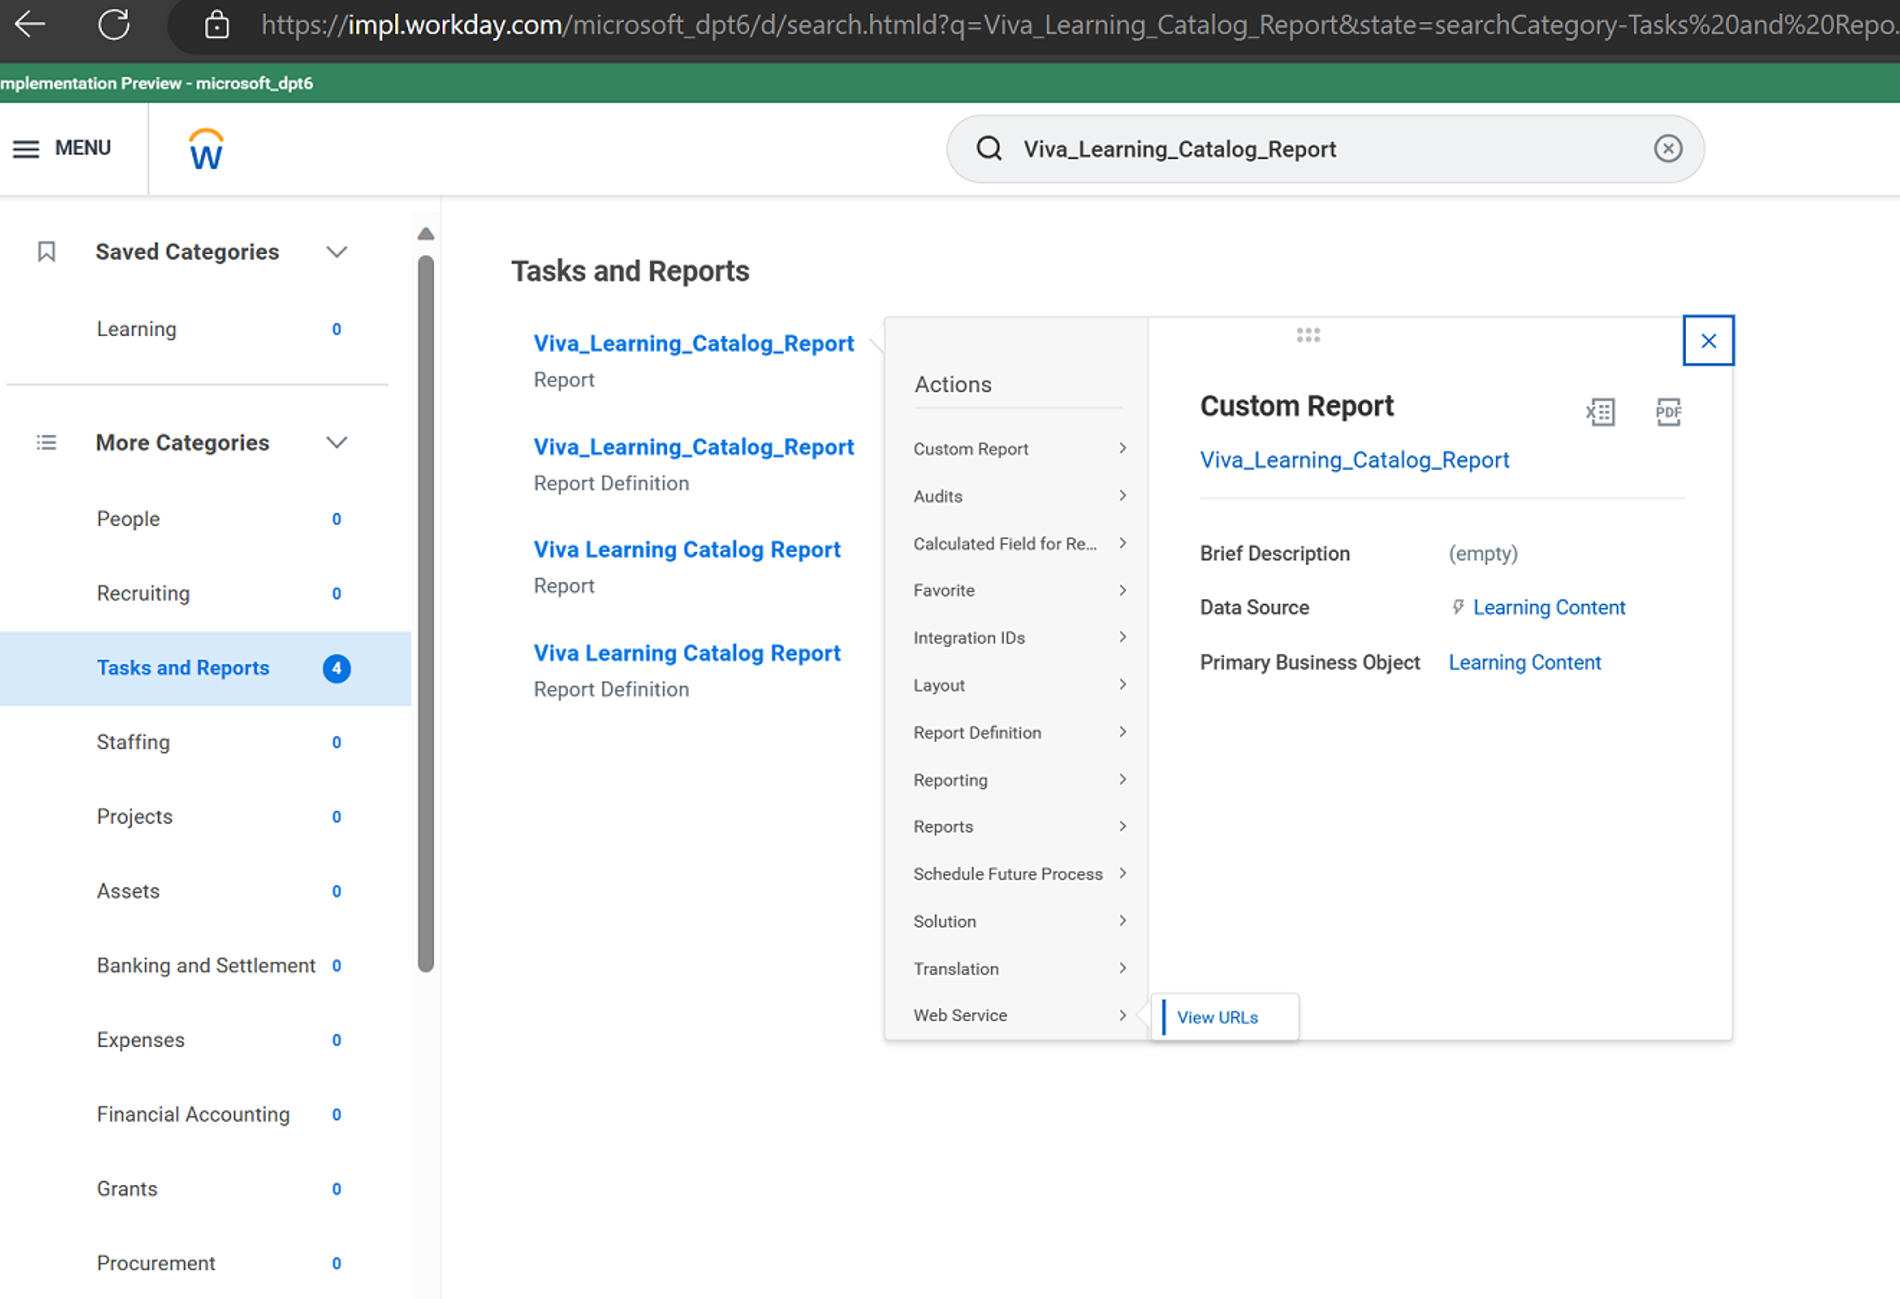 https://impl.workday.com/microsoft_dpt6/d/search.htmld?q=Viva_Learning_Catalog_Report&state=searchCategory-Tasks%20and%20Repo.
mplementation Preview - microsoft_dpt6
MENU
W
Viva_Learning_Catalog_Report
Saved Categories
Learning 0
More Categories
People 0
Recruiting 0
Tasks and Reports 4
Staffing 0
Projects 0
Assets 0
Banking and Settlement 0
Expenses 0
Financial Accounting 0
Grants 0
Procurement 0
Tasks and Reports
Viva_Learning_Catalog_Report
Report
Viva_Learning_Catalog_Report
Report Definition
Viva Learning Catalog Report
Report
Viva Learning Catalog Report
Report Definition
Actions
Custom Report
Audits
Calculated Field for Re...
Favorite
Integration IDs
Layout
Report Definition
Reporting
Reports
Schedule Future Process
Solution
Translation
Web Service
View URLs
Custom Report
X
PDF
Viva_Learning_Catalog_Report
Brief Description (empty)
Data Source Learning Content
Primary Business Object Learning Content